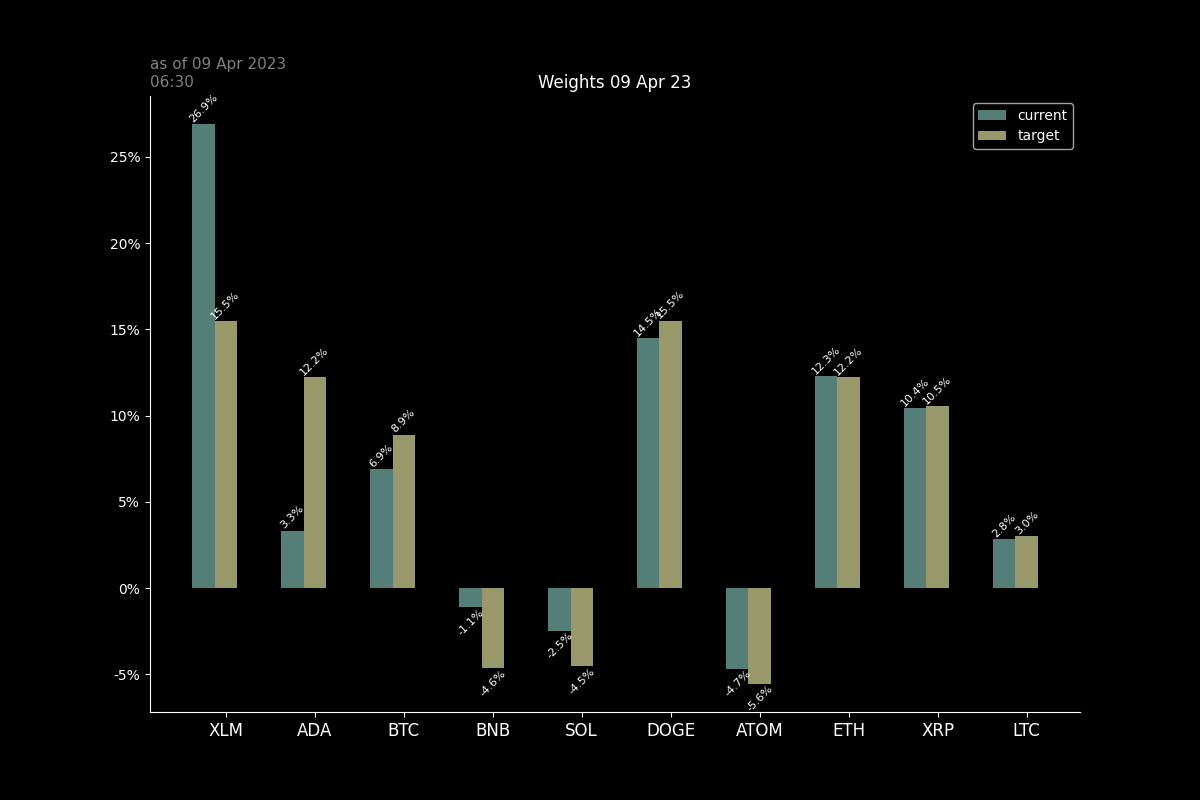 as of 09 Apr 2023
06:30
Weights 09 Apr 23
current
target
25%
20%
15%
10%
5%
0%
-5%
26.9%
15.5%
3.3%
12.2%
6.9%
8.9%
-1.1%
-4.6%
-2.5%
-4.5%
14.5%
15.5%
-4.7%
-5.6%
12.3%
12.2%
10.4%
10.5%
2.8%
3.0%
XLM
ADA
BTC
BNB
SOL
DOGE
ATOM
ETH
XRP
LTC